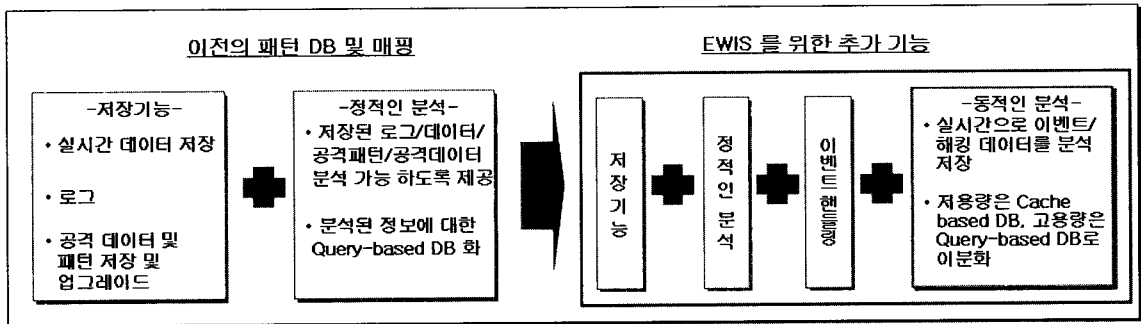 이전의 패턴 DB 및 매핑
-저장기능-
• 실시간 데이터 저장
• 로그
• 공격 데이터 및
패턴 저장 및
업그레이드
-정적인 분석-
• 저장된 로그/데이터/
공격패턴/공격데이터
분석 가능 하도록 제공
• 분석된 정보에 대한
Query-based DB 화
EWIS 를 위한 추가 기능
저장기능
정적인 분석
이벤트 핸들링
-동적인 분석-
• 실시간으로 이벤트/
해킹 데이터를 분석
저장
• 저용량은 Cache
based DB, 고용량은
Query-based DB로
이분화